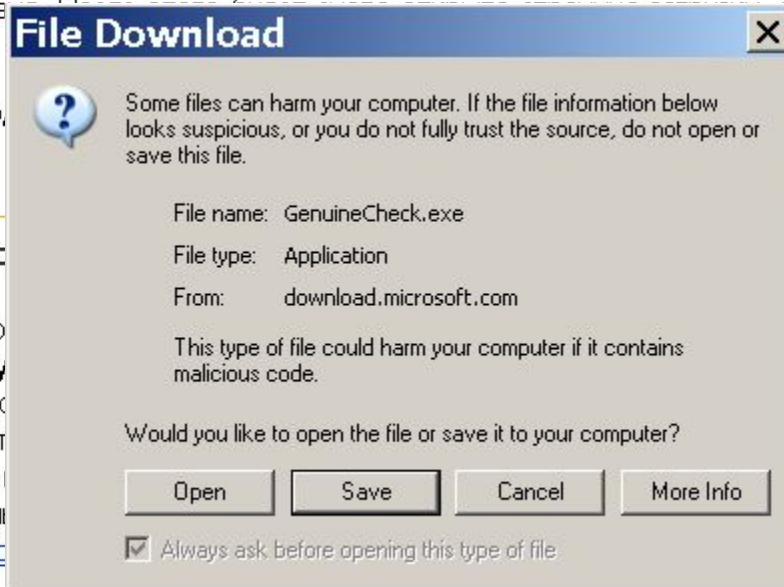 File Download
Some files can harm your computer. If the file information below
looks suspicious, or you do not fully trust the source, do not open or
save this file.
File name: GenuineCheck.exe
File type: Application
From: download.microsoft.com
This type of file could harm your computer if it contains
malicious code.
Would you like to open the file or save it to your computer?
Open Save Cancel More Info
Always ask before opening this type of file